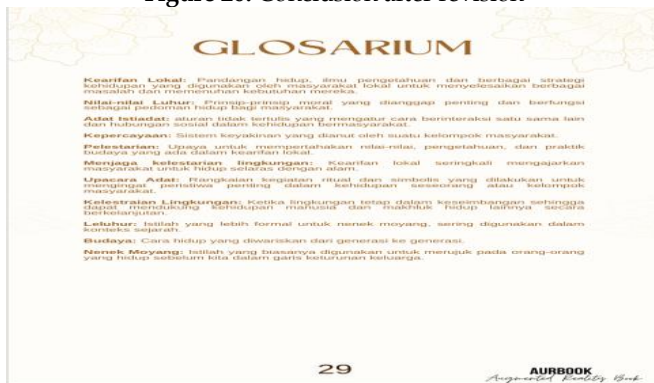 Figure 20. Conclusion after revision
GLOSARIUM
Kearifan Lokal: Pandangan hidup, ilmu pengetahuan dan berbagai strategi
kehidupan yang digunakan oleh masyarakat lokal untuk menyelesaikan berbagai
masalah dan memenuhi kebutuhan mereka.
Nilai-nilai Luhur: Prinsip-prinsip moral yang dianggap penting dan berfungsi
sebagai pedoman hidup bagi masyarakat.
Adat Istiadat: aturan tidak tertulis yang mengatur cara berinteraksi satu sama lain
dan hubungan sosial dalam kehidupan bermasyarakat.
Kepercayaan: Sistem keyakinan yang dianut oleh suatu kelompok masyarakat.
Pelestarian: Upaya untuk mempertahankan nilai-nilai, pengetahuan, dan praktik
budaya yang ada dalam kearifan lokal.
Menjaga kelestarian lingkungan: Kearifan lokal seringkali mengajarkan
masyarakat untuk hidup selaras dengan alam.
Upacara Adat: Rangkaian kegiatan ritual dan simbolis yang dilakukan untuk
mengingat peristiwa penting dalam kehidupan seseorang atau kelompok
masyarakat.
Kelestraian Lingkungan: Ketika lingkungan tetap dalam keseimbangan sehingga
dapat mendukung kehidupan manusia dan makhluk hidup lainnya secara
berkelanjutan.
Leluhur: Istilah yang lebih formal untuk nenek moyang, sering digunakan dalam
konteks sejarah.
Budaya: Cara hidup yang diwariskan dari generasi ke generasi.
Nenek Moyang: Istilah yang biasanya digunakan untuk merujuk pada orang-orang
yang hidup sebelum kita dalam garis keturunan keluarga.
29
AURBOOK
Augmented Reality Book